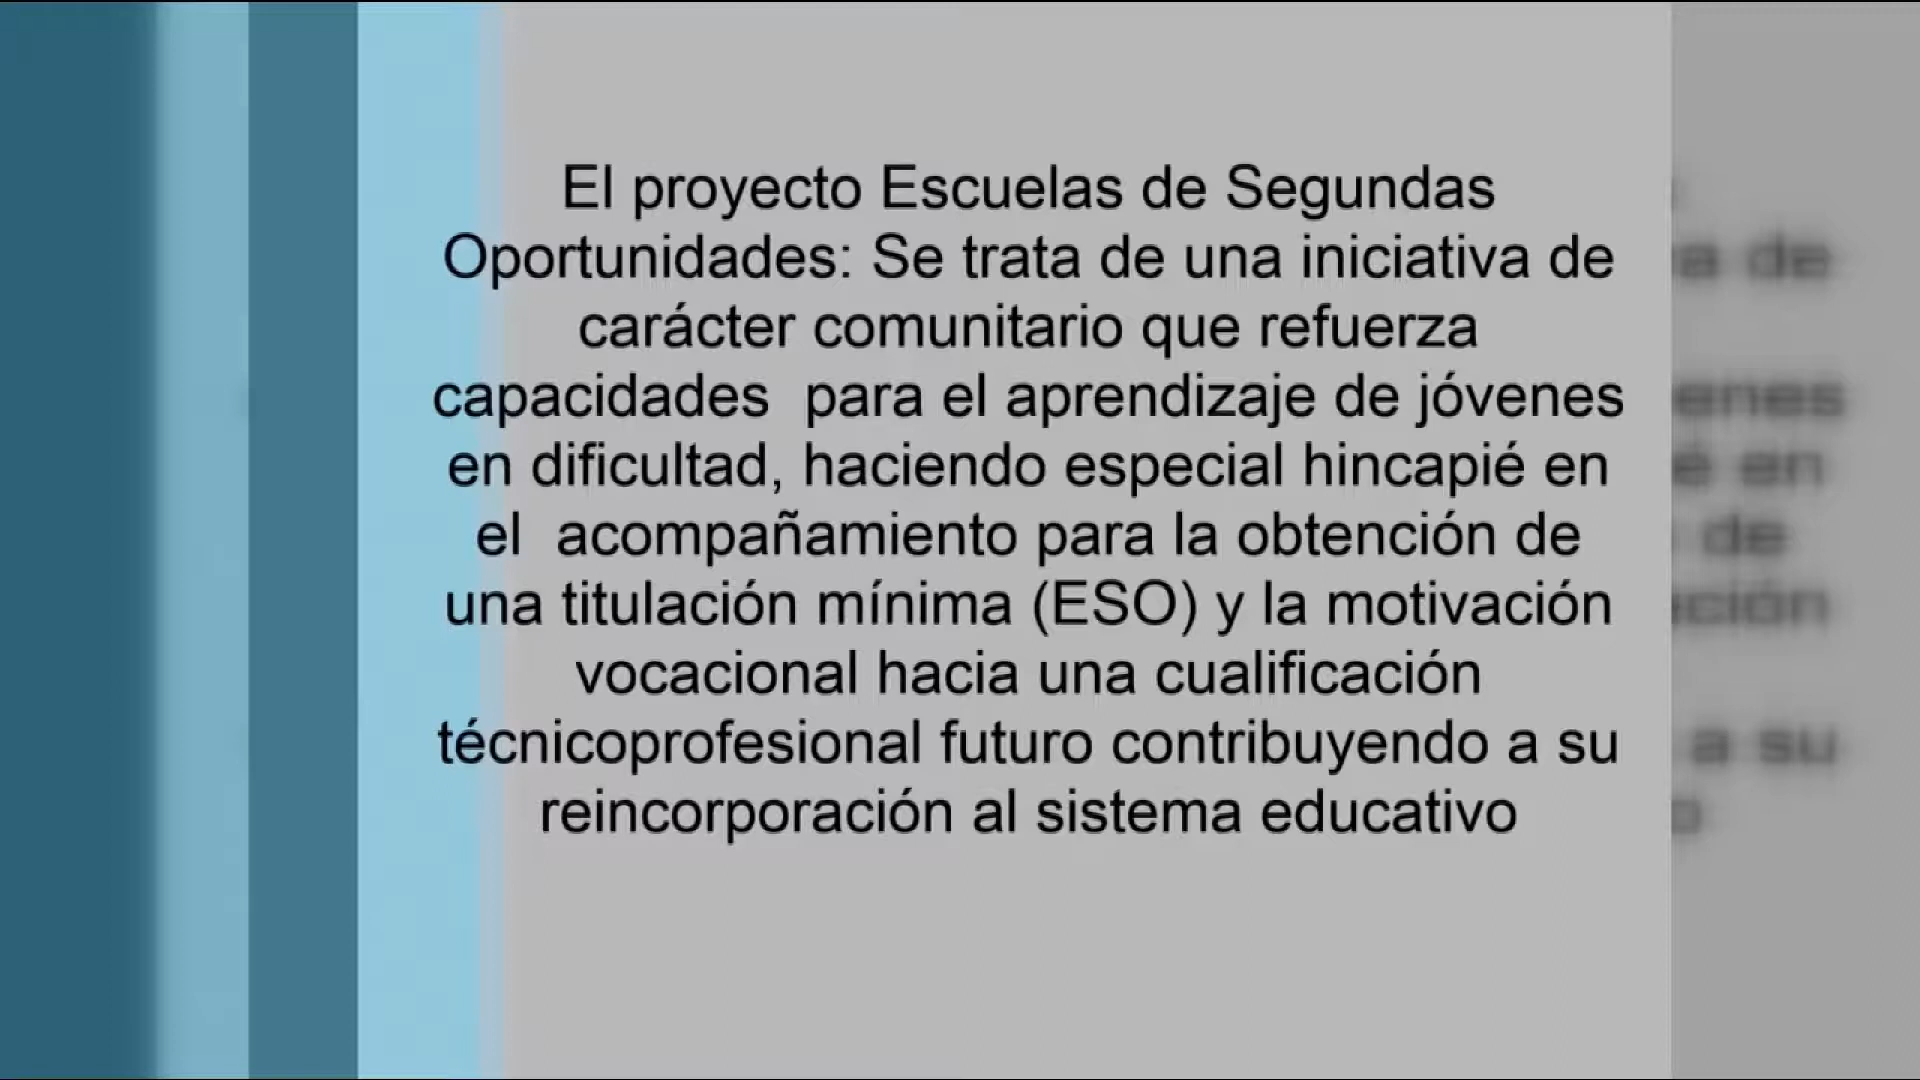 El proyecto Escuelas de Segundas
Oportunidades: Se trata de una iniciativa de
carácter comunitario que refuerza
capacidades  para el aprendizaje de jóvenes
en dificultad, haciendo especial hincapié en
el  acompañamiento para la obtención de
una titulación mínima (ESO) y la motivación
vocacional hacia una cualificación
técnicoprofesional futuro contribuyendo a su
reincorporación al sistema educativo